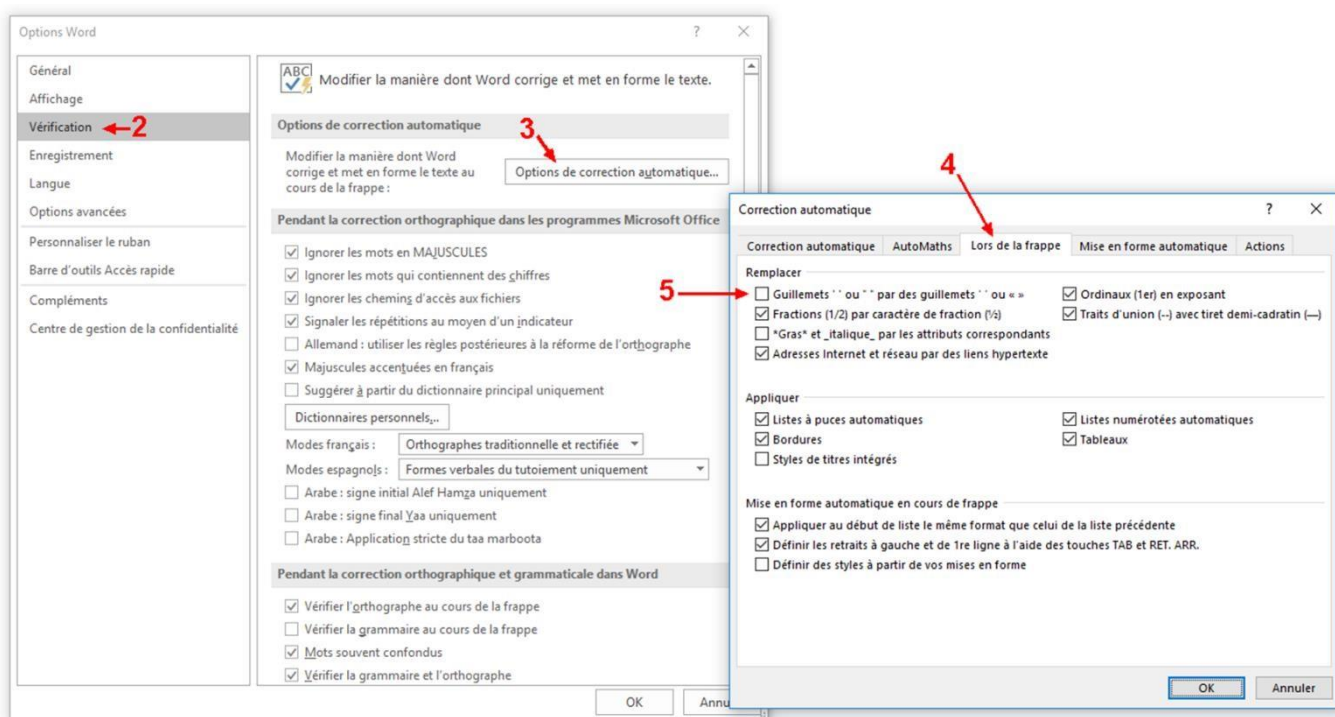 Options Word
?
Général
Affichage
Vérification
2
Enregistrement
Langue
Options avancées
Personnaliser le ruban
Barre d'outils Accès rapide
Compléments
Centre de gestion de la confidentialité
ABC
Modifier la manière dont Word corrige et met en forme le texte.
Options de correction automatique
3
Modifier la manière dont Word
corrige et met en forme le texte au
cours de la frappe :
Options de correction automatique...
Pendant la correction orthographique dans les programmes Microsoft Office
Ignorer les mots en MAJUSCULES
Ignorer les mots qui contiennent des chiffres
Ignorer les chemins d'accès aux fichiers
Signaler les répétitions au moyen d'un indicateur
Allemand : utiliser les règles postérieures à la réforme de l'orthographe
Majuscules accentuées en français
Suggérer à partir du dictionnaire principal uniquement
Dictionnaires personnels...
Modes français : Orthographes traditionnelle et rectifiée
Modes espagnols : Formes verbales du tutoiement uniquement
Arabe : signe initial Alef Hamza uniquement
Arabe : signe final Yaa uniquement
Arabe : Application stricte du taa marboota
Pendant la correction orthographique et grammaticale dans Word
Vérifier l'orthographe au cours de la frappe
Vérifier la grammaire au cours de la frappe
Mots souvent confondus
Vérifier la grammaire et l'orthographe
OK
Annu
4
Correction automatique
?
Correction automatique AutoMaths Lors de la frappe Mise en forme automatique Actions
Remplacer
5
Guillemets ' ' ou " " par des guillemets ' ' ou « » Ordinaux (1er) en exposant
Fractions (1/2) par caractère de fraction (½) Traits d'union (--) avec tiret demi-cadratin (—)
*Gras* et _italique_ par les attributs correspondants
Adresses Internet et réseau par des liens hypertexte
Appliquer
Listes à puces automatiques Listes numérotées automatiques
Bordures Tableaux
Styles de titres intégrés
Mise en forme automatique en cours de frappe
Appliquer au début de liste le même format que celui de la liste précédente
Définir les retraits à gauche et de 1re ligne à l'aide des touches TAB et RET. ARR.
Définir des styles à partir de vos mises en forme
OK Annuler